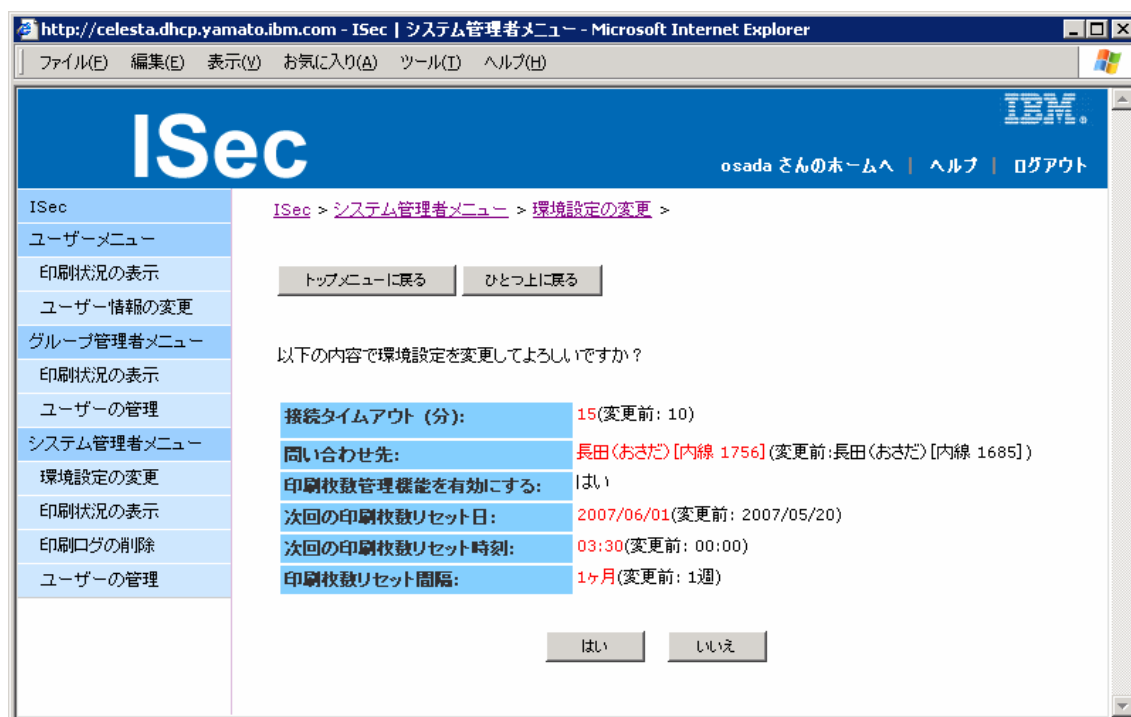 http://celesta.dhcp.yamato.ibm.com - ISec | システム管理者メニュー - Microsoft Internet Explorer
ファイル(F) 編集(E) 表示(V) お気に入り(A) ツール(T) ヘルプ(H)
IBM®
ISec
osada さんのホームへ | ヘルプ | ログアウト
ISec
ユーザーメニュー
印刷状況の表示
ユーザー情報の変更
グループ管理者メニュー
印刷状況の表示
ユーザーの管理
システム管理者メニュー
環境設定の変更
印刷状況の表示
印刷ログの削除
ユーザーの管理
ISec > システム管理者メニュー > 環境設定の変更 >
トップメニューに戻る ひとつ上に戻る
以下の内容で環境設定を変更してよろしいですか？
接続タイムアウト (分): 15(変更前: 10)
問い合わせ先: 長田(おさだ)[内線 1756](変更前:長田(おさだ)[内線 1685])
印刷枚数管理機能を有効にする: はい
次回の印刷枚数リセット日: 2007/06/01(変更前: 2007/05/20)
次回の印刷枚数リセット時刻: 03:30(変更前: 00:00)
印刷枚数リセット間隔: 1ヶ月(変更前: 1週)
はい いいえ